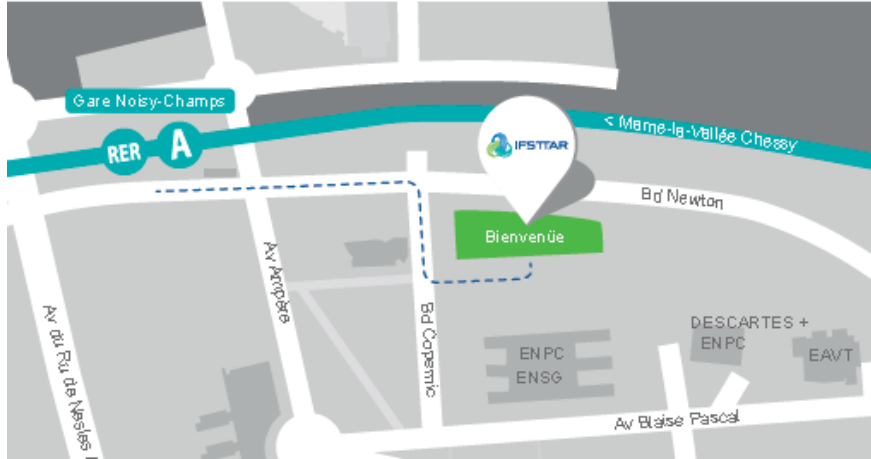 Gare Noisy-Champs
RER A
IFSTTAR
< Marne-la-Vallée Chessy
Bd Newton
Bienvenüe
Av Ampère
Av du Ru de Nesles
Bd Copernic
DESCARTES +
ENPC
ENPC
ENSG
EAVT
Av Blaise Pascal